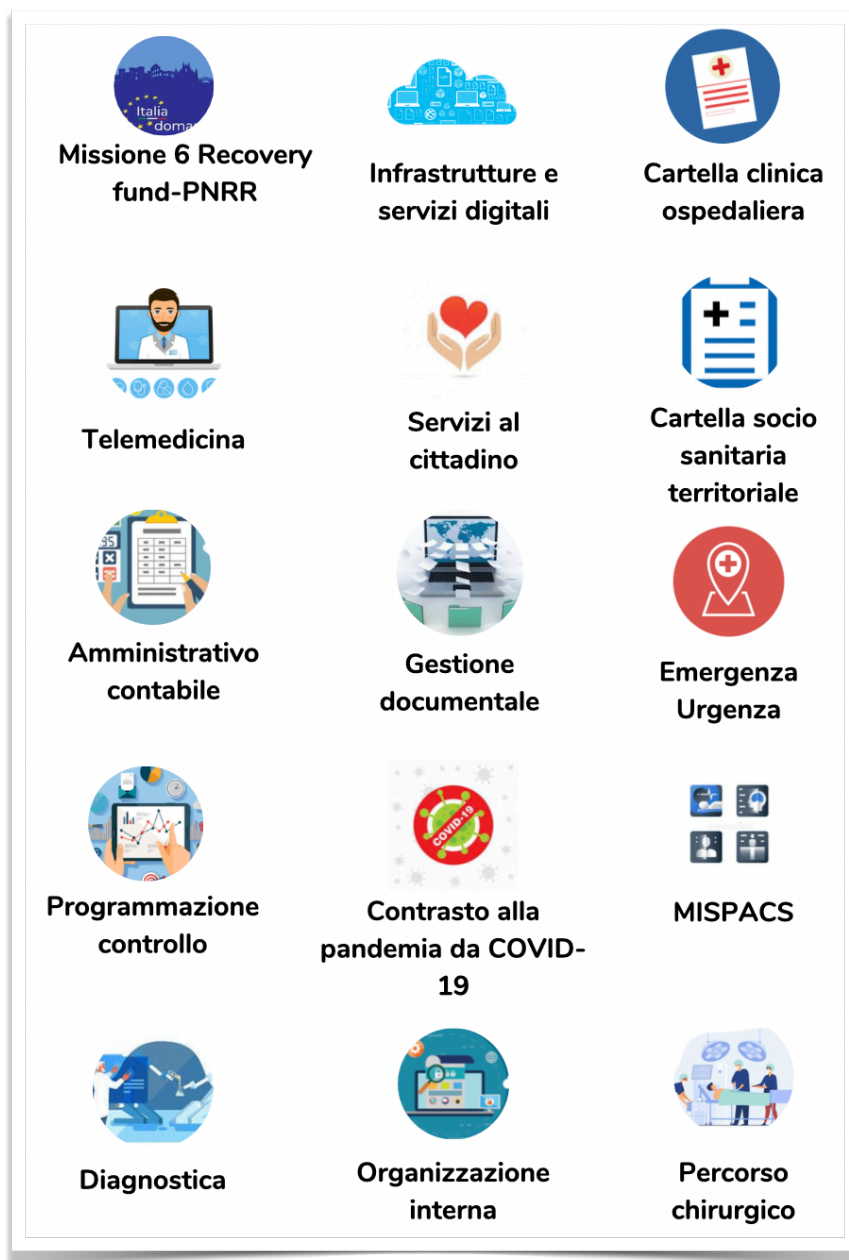 Italia
doma
Missione 6 Recovery
fund-PNRR
Infrastrutture e
servizi digitali
Cartella clinica
ospedaliera
Telemedicina
Servizi al
cittadino
Cartella socio
sanitaria
territoriale
95
Amministrativo
contabile
Gestione
documentale
Emergenza
Urgenza
Programmazione
controllo
COVID-19
Contrasto alla
pandemia da COVID-
19
MISPACS
Diagnostica
Organizzazione
interna
Percorso
chirurgico